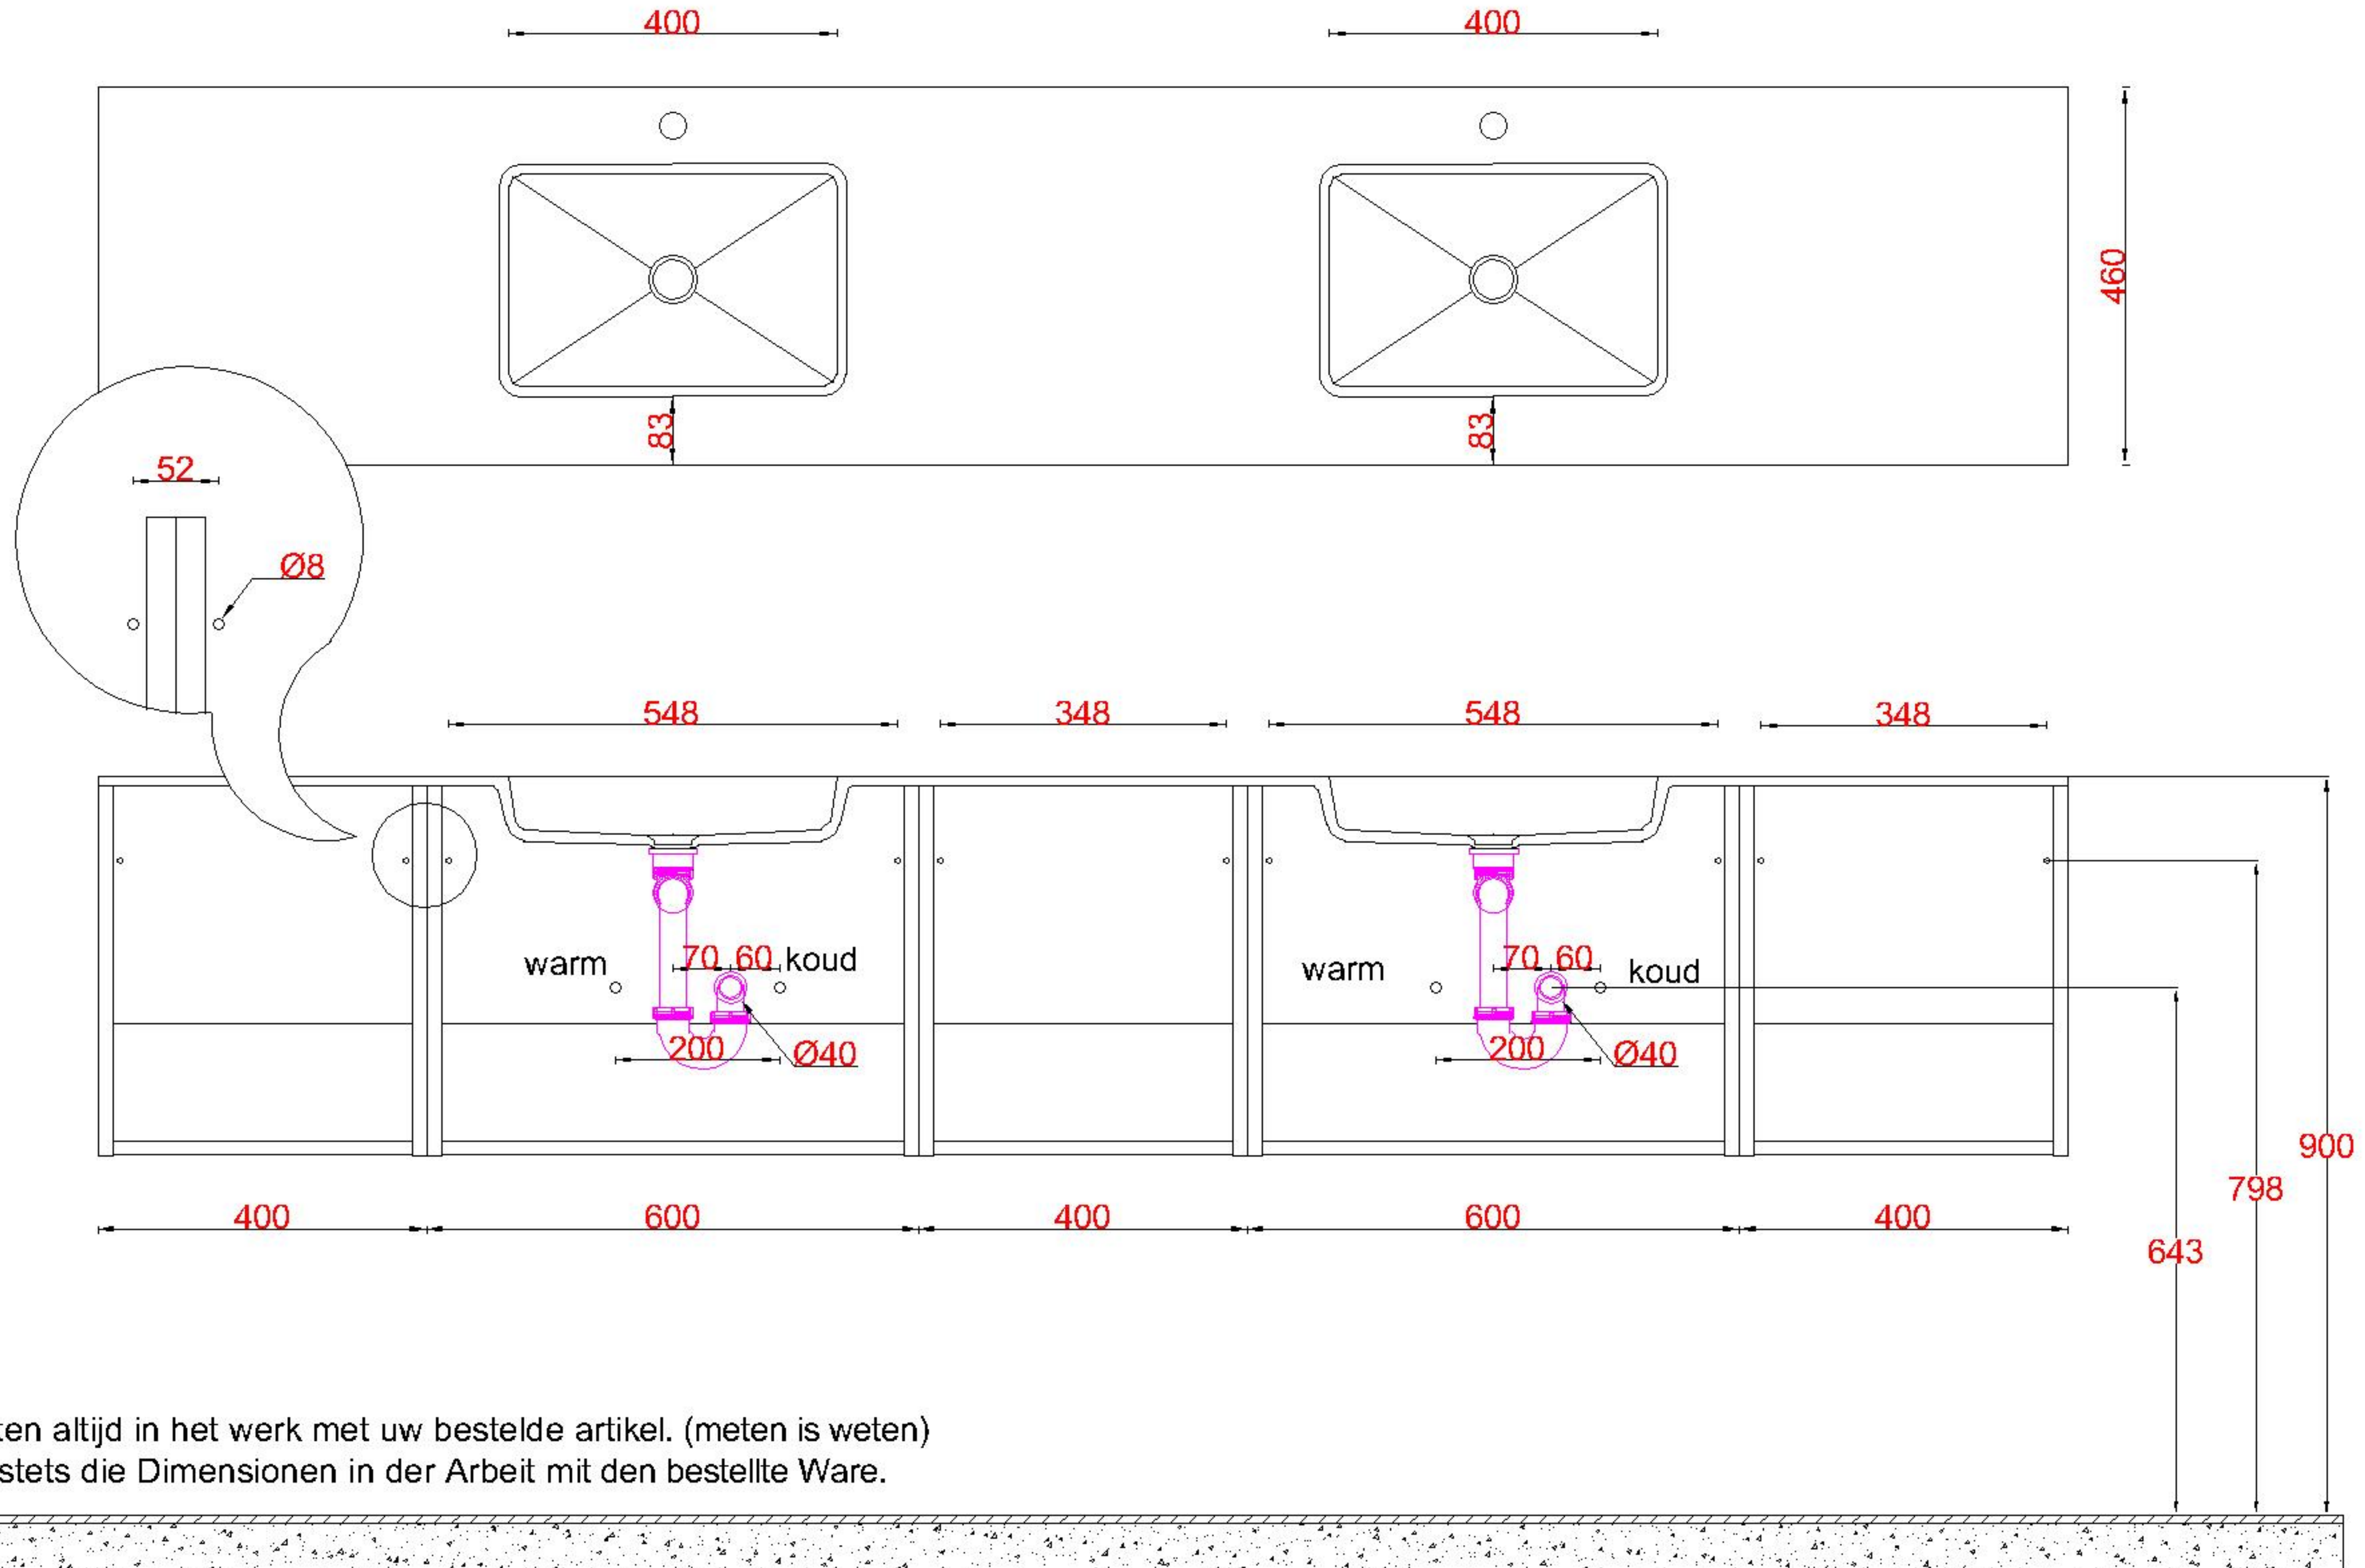 400 400
460
83 83
52
Ø8
548 348 548 348
warm 70 60 koud warm 70 60 koud
200 Ø40 200 Ø40
900
798
400 600 400 600 400
643
altijd in het werk met uw bestelde artikel. (meten is weten)
stets die Dimensionen in der Arbeit mit den bestellte Ware.